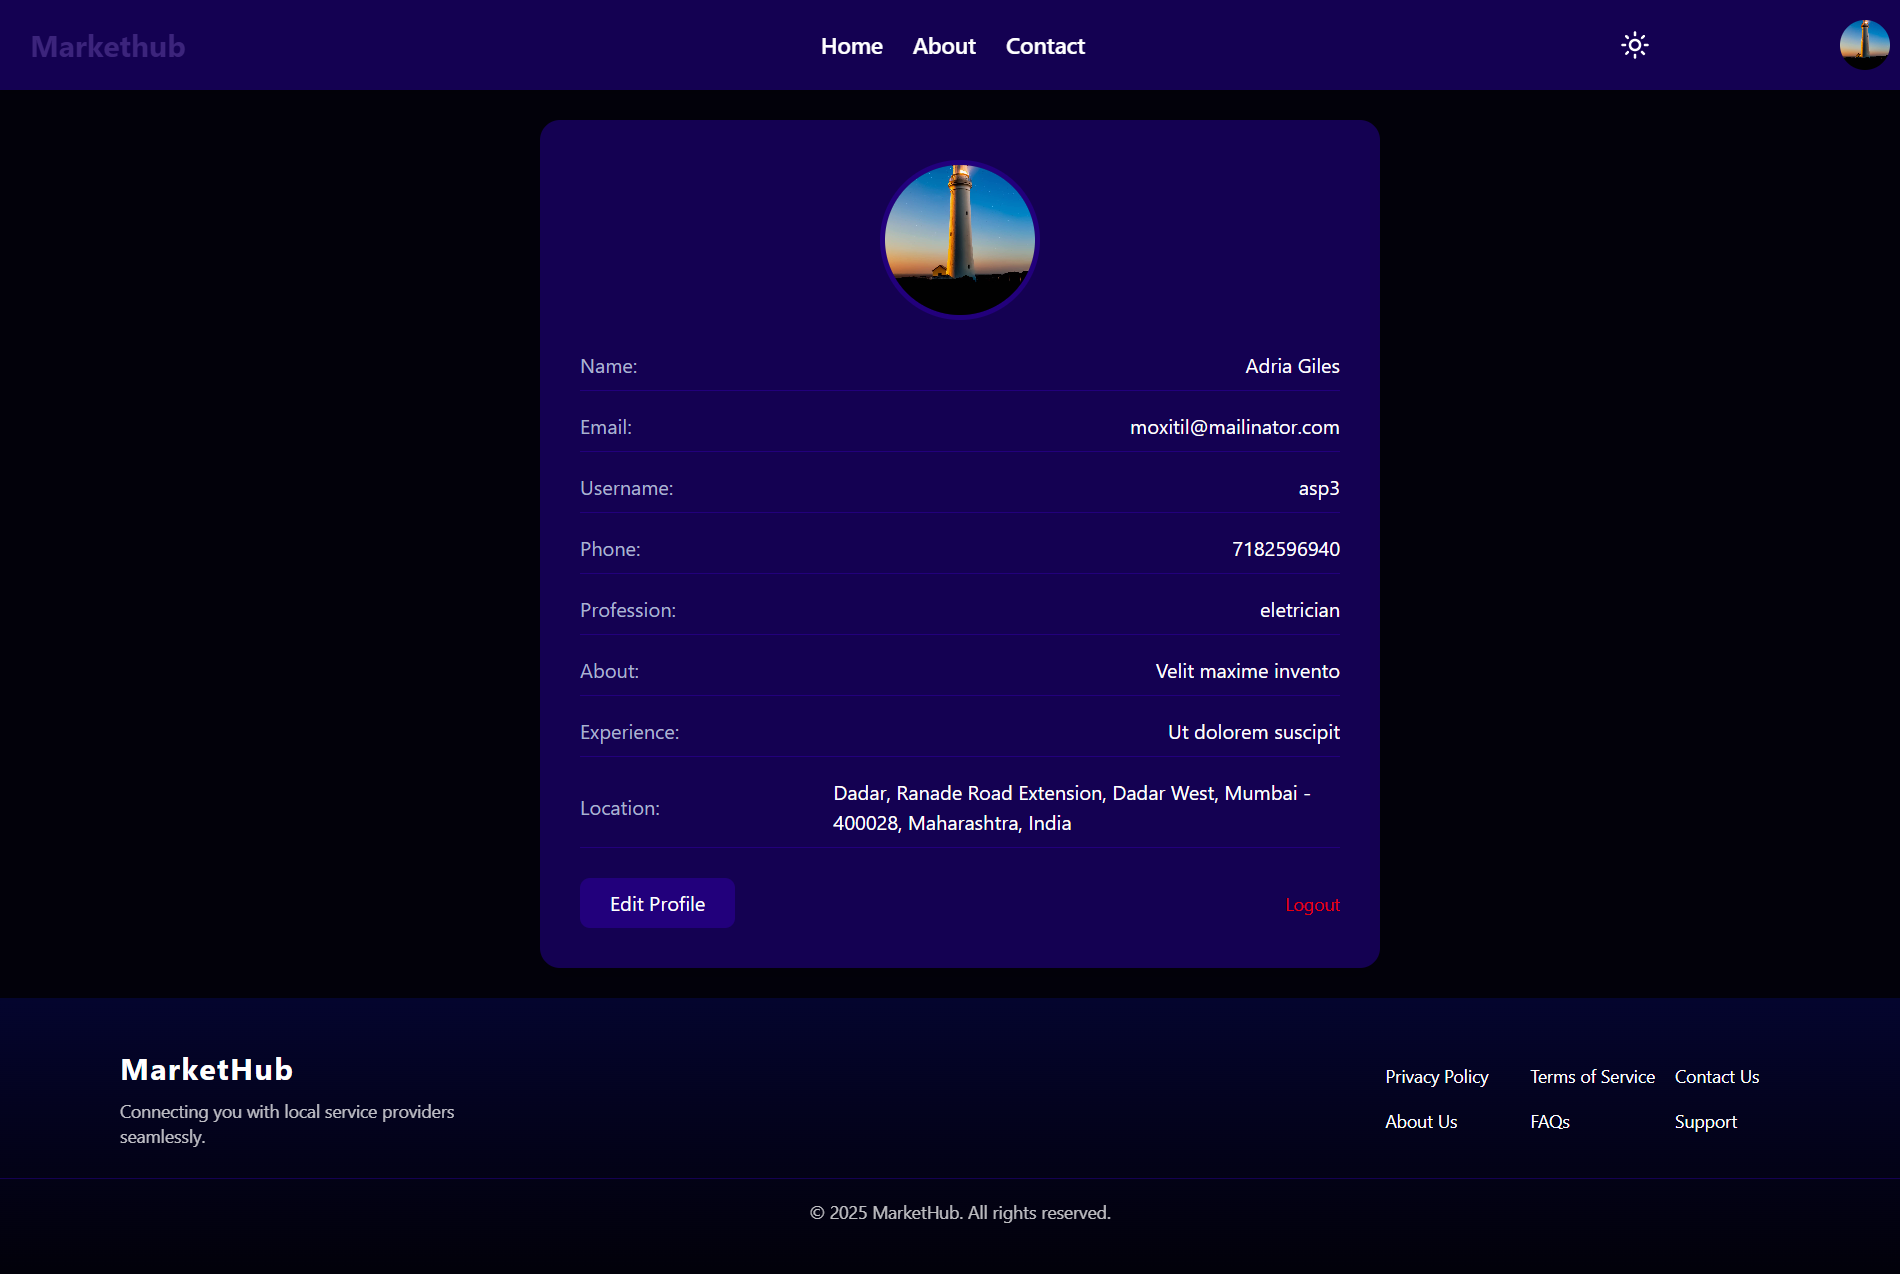 Markethub
Home About Contact
Name: Adria Giles
Email: moxitil@mailinator.com
Username: asp3
Phone: 7182596940
Profession: eletrician
About: Velit maxime invento
Experience: Ut dolorem suscipit
Location: Dadar, Ranade Road Extension, Dadar West, Mumbai -
400028, Maharashtra, India
Edit Profile Logout
MarketHub
Connecting you with local service providers
seamlessly.
Privacy Policy Terms of Service Contact Us
About Us FAQs Support
© 2025 MarketHub. All rights reserved.